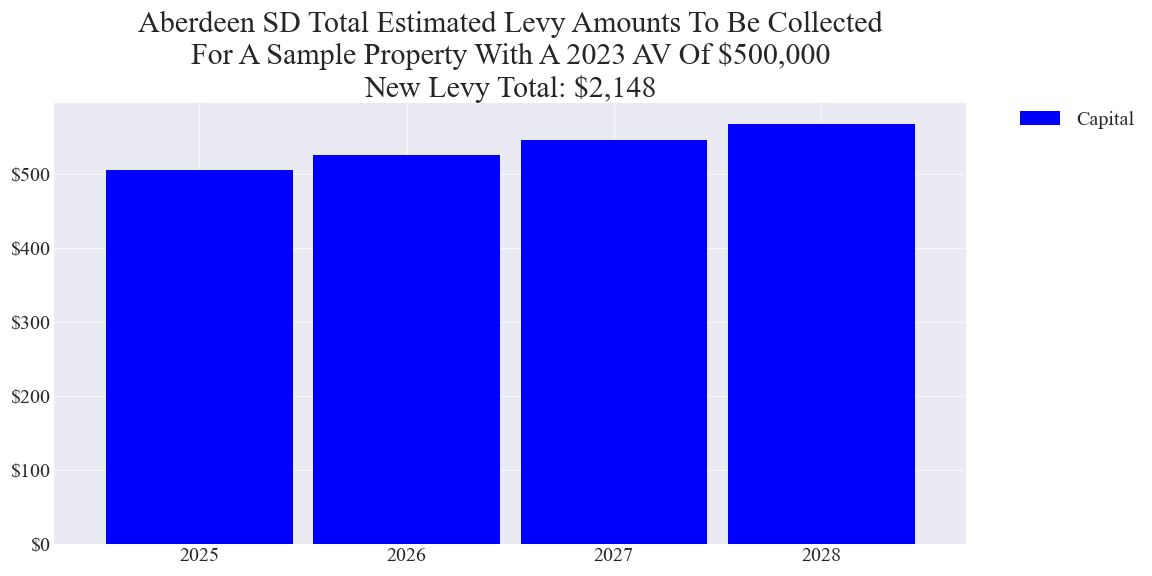 Aberdeen SD Total Estimated Levy Amounts To Be Collected
For A Sample Property With A 2023 AV Of $500,000
New Levy Total: $2,148
Capital
$500
$400
$300
$200
$100
$0
2025 2026 2027 2028